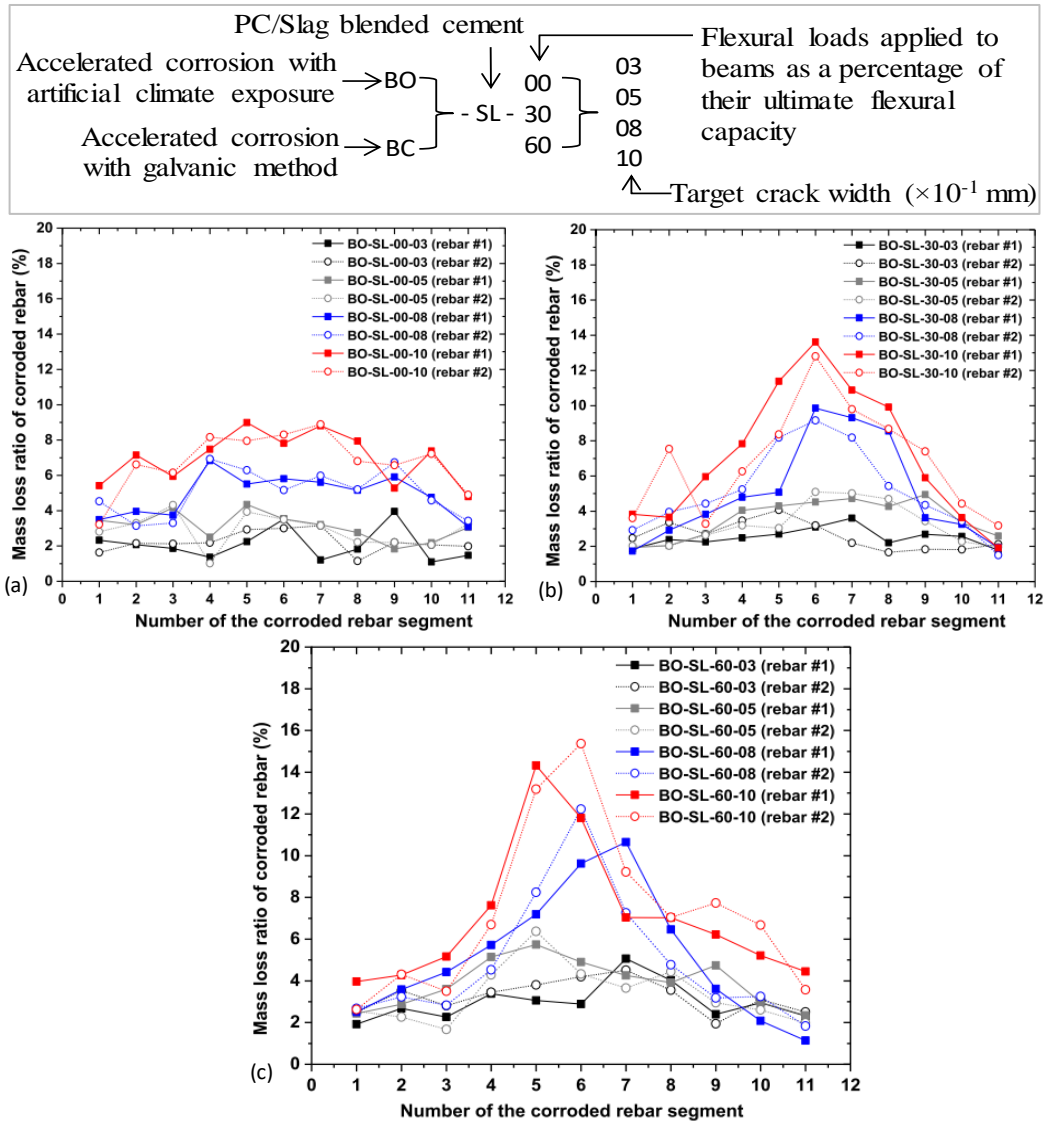 PC/Slag blended cement
Accelerated corrosion with
artificial climate exposure
BO
Accelerated corrosion
with galvanic method
BC
- SL -
00
30
60
03
05
08
10
Flexural loads applied to
beams as a percentage of
their ultimate flexural
capacity
Target crack width (×10⁻¹ mm)
20
18
16
14
12
10
8
6
4
2
0
Mass loss ratio of corroded rebar (%)
BO-SL-00-03 (rebar #1)
BO-SL-00-03 (rebar #2)
BO-SL-00-05 (rebar #1)
BO-SL-00-05 (rebar #2)
BO-SL-00-08 (rebar #1)
BO-SL-00-08 (rebar #2)
BO-SL-00-10 (rebar #1)
BO-SL-00-10 (rebar #2)
0 1 2 3 4 5 6 7 8 9 10 11 12
Number of the corroded rebar segment
(a)
20
18
16
14
12
10
8
6
4
2
0
Mass loss ratio of corroded rebar (%)
BO-SL-30-03 (rebar #1)
BO-SL-30-03 (rebar #2)
BO-SL-30-05 (rebar #1)
BO-SL-30-05 (rebar #2)
BO-SL-30-08 (rebar #1)
BO-SL-30-08 (rebar #2)
BO-SL-30-10 (rebar #1)
BO-SL-30-10 (rebar #2)
0 1 2 3 4 5 6 7 8 9 10 11 12
Number of the corroded rebar segment
(b)
20
18
16
14
12
10
8
6
4
2
0
Mass loss ratio of corroded rebar (%)
BO-SL-60-03 (rebar #1)
BO-SL-60-03 (rebar #2)
BO-SL-60-05 (rebar #1)
BO-SL-60-05 (rebar #2)
BO-SL-60-08 (rebar #1)
BO-SL-60-08 (rebar #2)
BO-SL-60-10 (rebar #1)
BO-SL-60-10 (rebar #2)
0 1 2 3 4 5 6 7 8 9 10 11 12
Number of the corroded rebar segment
(c)